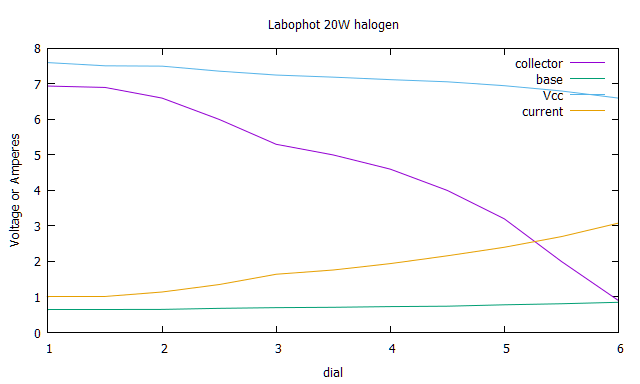 Labophot 20W halogen
8
7
6
5
4
3
2
1
0
Voltage or Amperes
collector
base
Vcc
current
1 2 3 4 5 6
dial